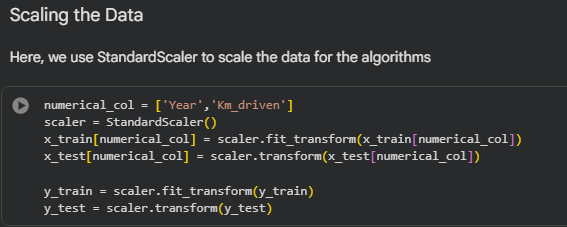 Scaling the Data
Here, we use StandardScaler to scale the data for the algorithms
numerical_col = ['Year','Km_driven']
scaler = StandardScaler()
x_train[numerical_col] = scaler.fit_transform(x_train[numerical_col])
x_test[numerical_col] = scaler.transform(x_test[numerical_col])
y_train = scaler.fit_transform(y_train)
y_test = scaler.transform(y_test)